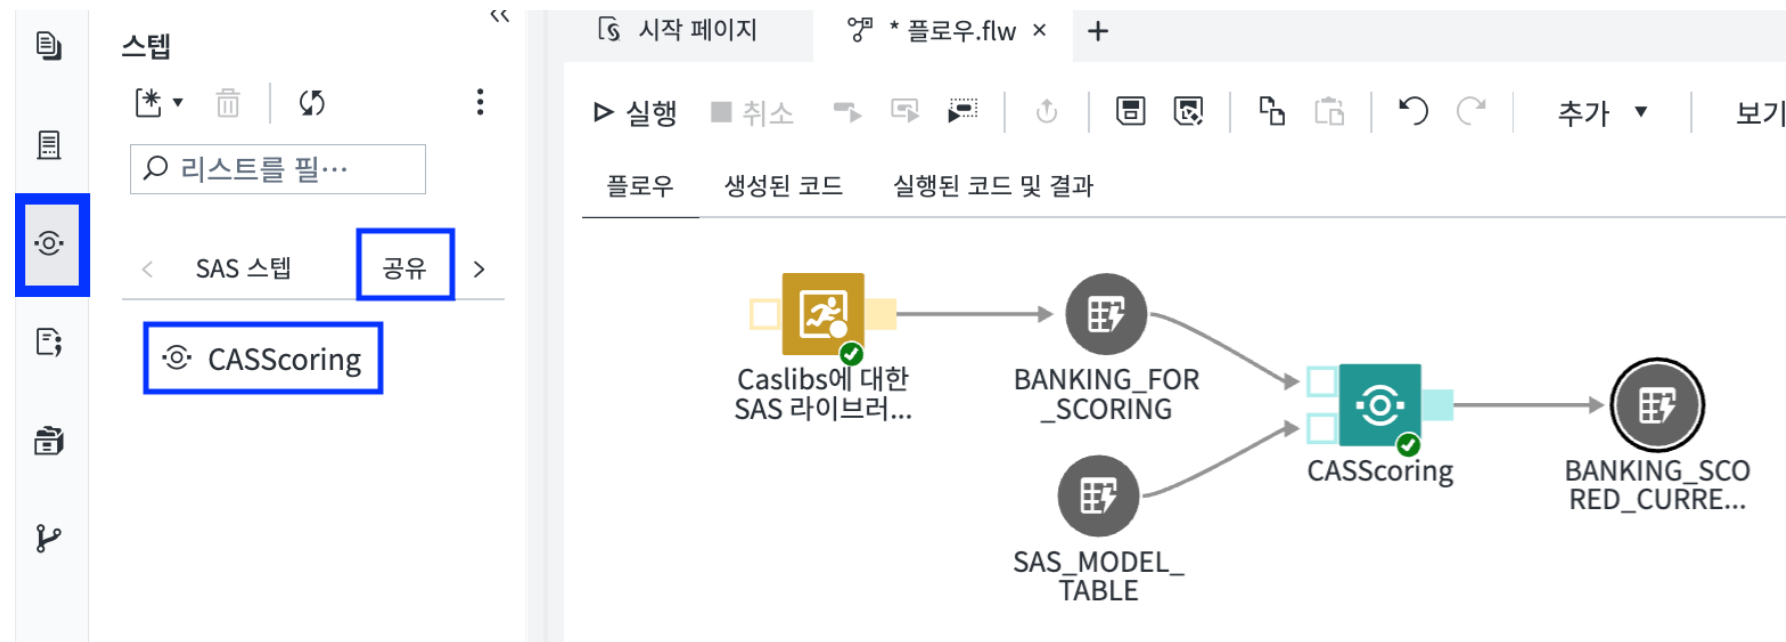 스텝
리스트를 필···
SAS 스텝
공유
CASScoring
시작 페이지
* 플로우.flw
실행
취소
추가
보기
플로우
생성된 코드
실행된 코드 및 결과
Caslibs에 대한
SAS 라이브러...
BANKING_FOR
_SCORING
SAS_MODEL_
TABLE
CASScoring
BANKING_SCO
RED_CURRE...